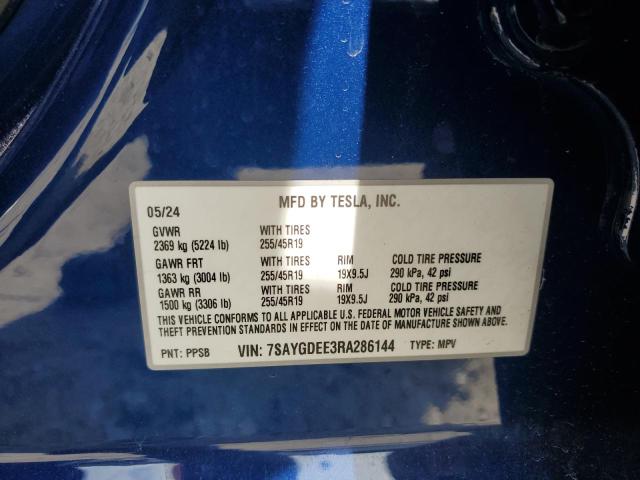 05/24 MFD BY TESLA, INC.
GVWR WITH TIRES
2369 kg (5224 lb) 255/45R19
GAWR FRT WITH TIRES RIM COLD TIRE PRESSURE
1363 kg (3004 lb) 255/45R19 19X9.5J 290 kPa, 42 psi
GAWR RR WITH TIRES RIM COLD TIRE PRESSURE
1500 kg (3306 lb) 255/45R19 19X9.5J 290 kPa, 42 psi
THIS VEHICLE CONFORMS TO ALL APPLICABLE U.S. FEDERAL MOTOR VEHICLE SAFETY AND
THEFT PREVENTION STANDARDS IN EFFECT ON THE DATE OF MANUFACTURE SHOWN ABOVE.
PNT: PPSB VIN: 7SAYGDEE3RA286144 TYPE: MPV